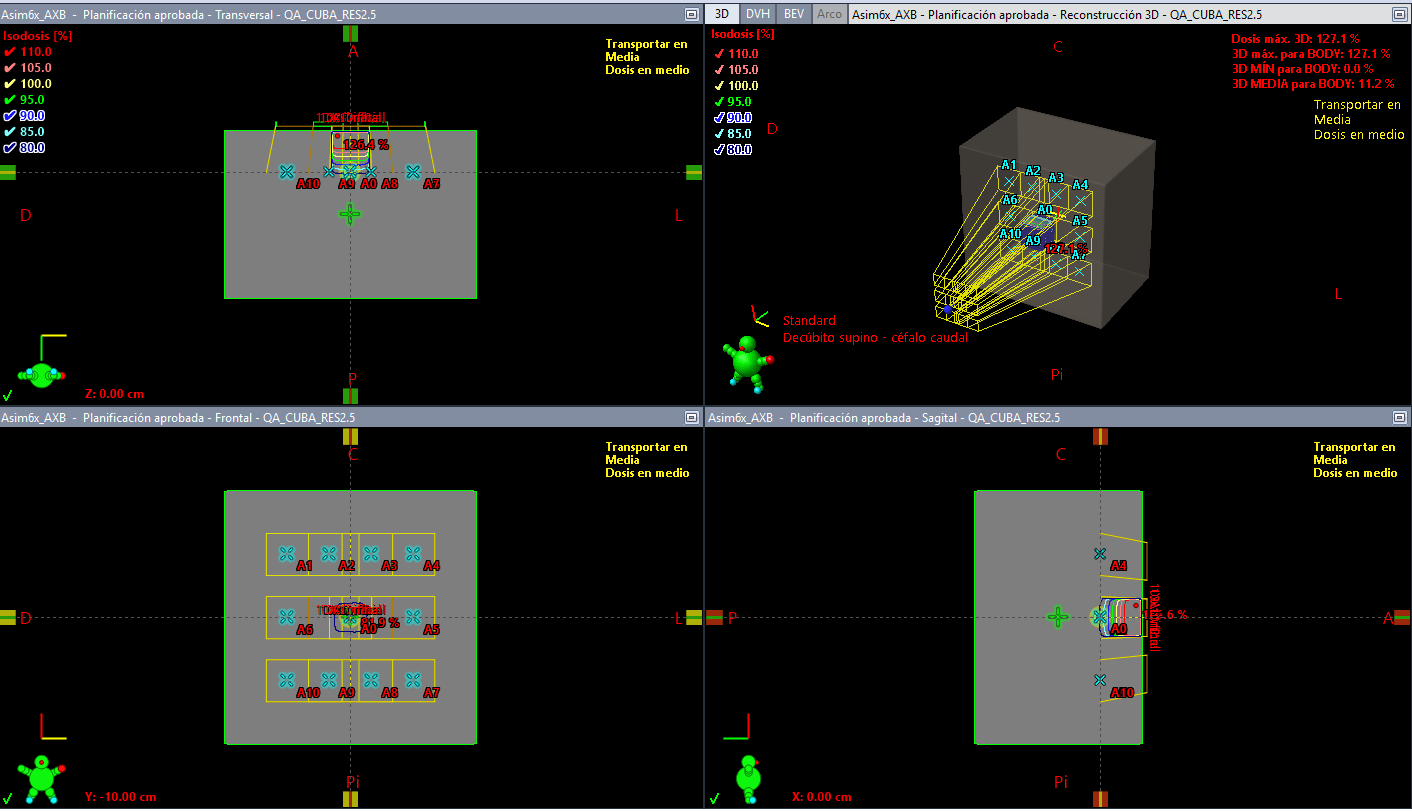 Asim6x_AXB - Planificación aprobada - Transversal - QA_CUBA_RES2.5
Isodosis [%]
110.0
105.0
100.0
95.0
90.0
85.0
80.0
A
Transportar en
Media
Dosis en medio
126.4 %
A10
A9
A0
A8
A7
D
L
P
Z: 0.00 cm
3D
DVH
BEV
Arco
Asim6x_AXB - Planificación aprobada - Reconstrucción 3D - QA_CUBA_RES2.5
Isodosis [%]
110.0
105.0
100.0
95.0
90.0
85.0
80.0
C
Dosis máx. 3D: 127.1 %
3D máx. para BODY: 127.1 %
3D MÍN para BODY: 0.0 %
3D MEDIA para BODY: 11.2 %
Transportar en
Media
Dosis en medio
D
A1
A2
A3
A4
A6
A0
A5
A10
A9
127.1 %
A7
L
Standard
Decúbito supino - céfalo caudal
Pi
Asim6x_AXB - Planificación aprobada - Frontal - QA_CUBA_RES2.5
C
Transportar en
Media
Dosis en medio
A1
A2
A3
A4
D
81.9 %
L
A6
A0
A5
A10
A9
A8
A7
Pi
Y: -10.00 cm
Asim6x_AXB - Planificación aprobada - Sagital - QA_CUBA_RES2.5
C
Transportar en
Media
Dosis en medio
A4
P
A
A0
A10
Pi
X: 0.00 cm